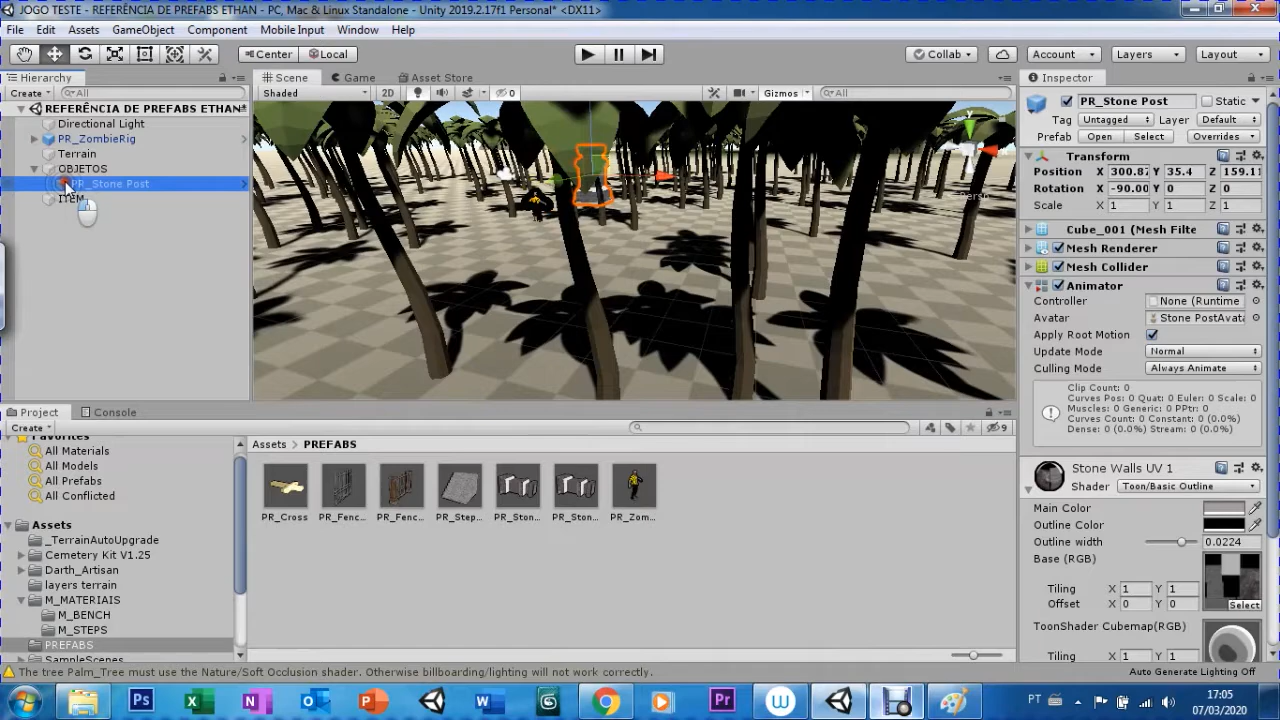 JOGO TESTE - REFERÊNCIA DE PREFABS ETHAN - PC, Mac & Linux Standalone - Unity 2019.2.17f1 Personal* <DX11>
File Edit Assets GameObject Component Mobile Input Window Help
Center Local Collab Account Layers Layout
Hierarchy
Create All
REFERÊNCIA DE PREFABS ETHAN*
Directional Light
PR_ZombieRig
Terrain
OBJETOS
PR_Stone Post
ITEM
Scene Game Asset Store
Shaded 2D 0 Gizmos All
Persp
Inspector
PR_Stone Post Static
Tag Untagged Layer Default
Prefab Open Select Overrides
Transform
Position X 300.87 Y 35.4 Z 159.11
Rotation X -90.00 Y 0 Z 0
Scale X 1 Y 1 Z 1
Cube_001 (Mesh Filte
Mesh Renderer
Mesh Collider
Animator
Controller None (Runtime
Avatar Stone PostAvata
Apply Root Motion
Update Mode Normal
Culling Mode Always Animate
Clip Count: 0
Curves Pos: 0 Quat: 0 Euler: 0 Scale: 0
Muscles: 0 Generic: 0 PPtr: 0
Curves Count: 0 Constant: 0 (0.0%)
Dense: 0 (0.0%) Stream: 0 (0.0%)
Stone Walls UV 1
Shader Toon/Basic Outline
Main Color
Outline Color
Outline width 0.0224
Base (RGB)
Tiling X 1 Y 1
Offset X 0 Y 0
Select
ToonShader Cubemap(RGB)
Tiling X 1 Y 1
Auto Generate Lighting Off
Project Console
Create 9
Favorites
All Materials
All Models
All Prefabs
All Conflicted
Assets
_TerrainAutoUpgrade
Cemetery Kit V1.25
Darth_Artisan
layers terrain
M_MATERIAIS
M_BENCH
M_STEPS
PREFABS
SampleScenes
Assets PREFABS
PR_Cross PR_Fenc... PR_Fenc... PR_Step... PR_Ston... PR_Ston... PR_Zom...
The tree Palm_Tree must use the Nature/Soft Occlusion shader. Otherwise billboarding/lighting will not work correctly.
PT
17:05
07/03/2020